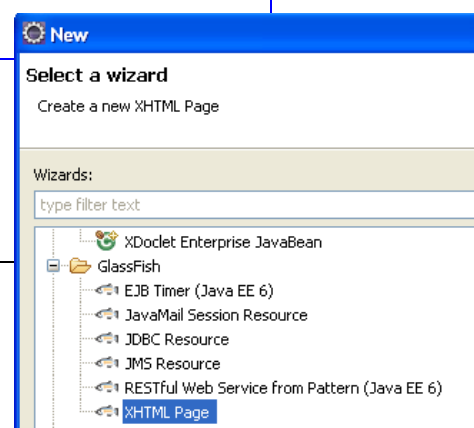 New
Select a wizard
Create a new XHTML Page
Wizards:
type filter text
XDoclet Enterprise JavaBean
GlassFish
EJB Timer (Java EE 6)
JavaMail Session Resource
JDBC Resource
JMS Resource
RESTful Web Service from Pattern (Java EE 6)
XHTML Page